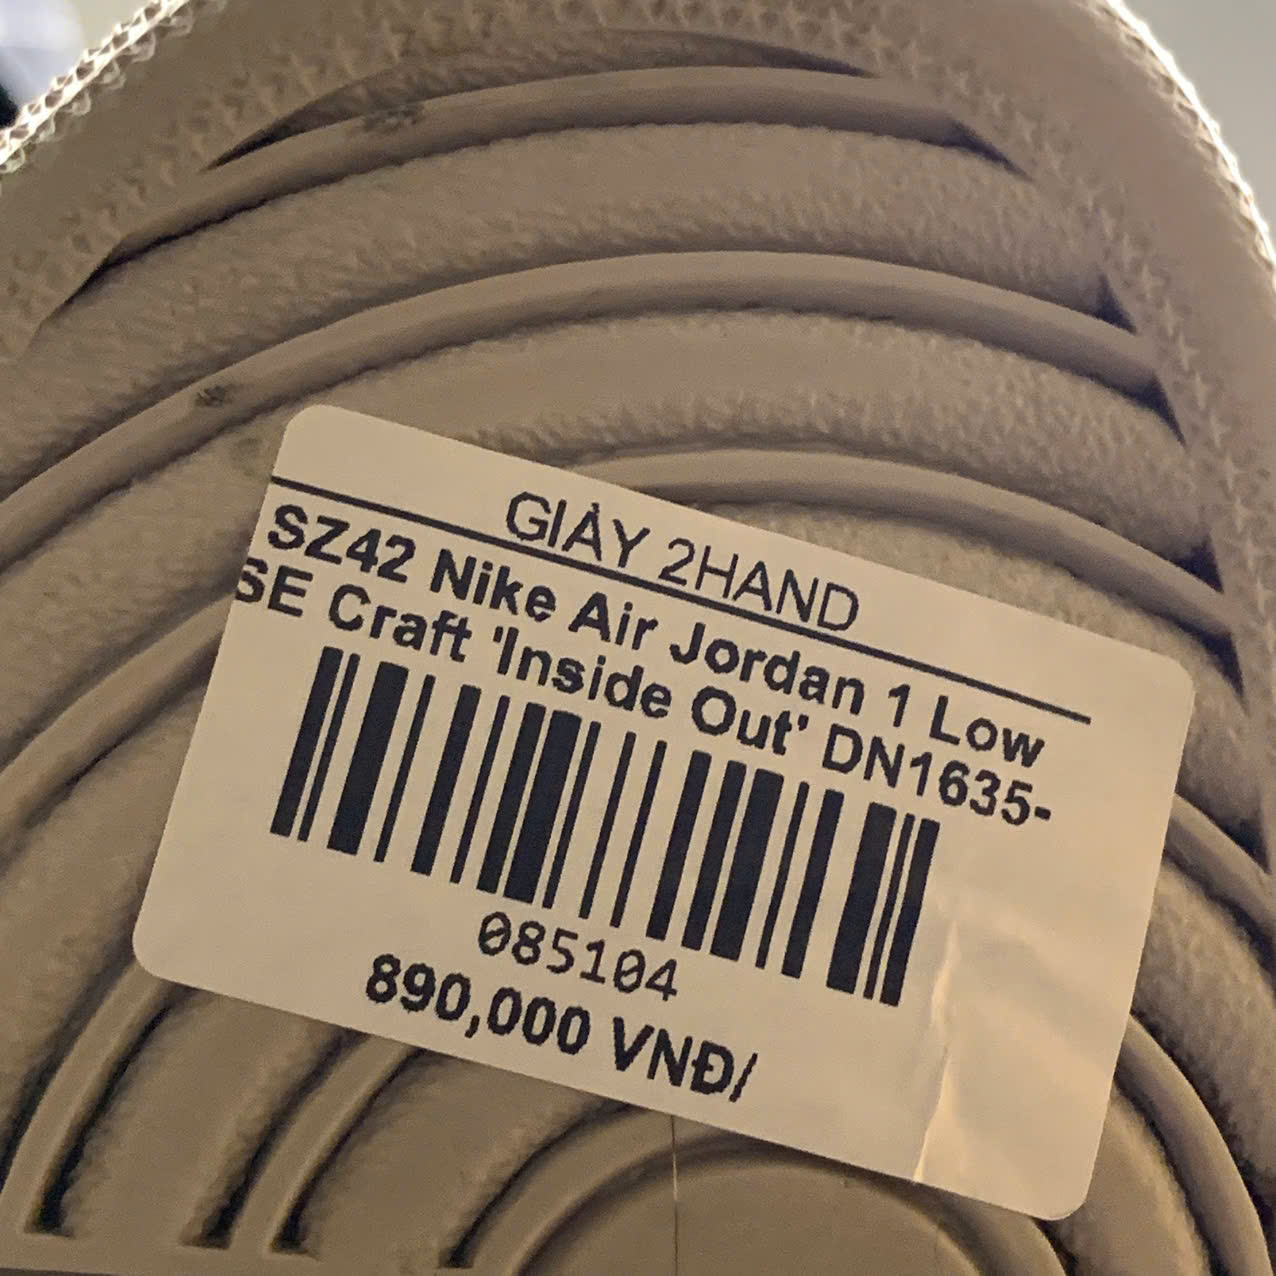 GIÀY 2HAND
SZ42 Nike Air Jordan 1 Low
SE Craft 'Inside Out' DN1635-
085104
890,000 VNĐ/